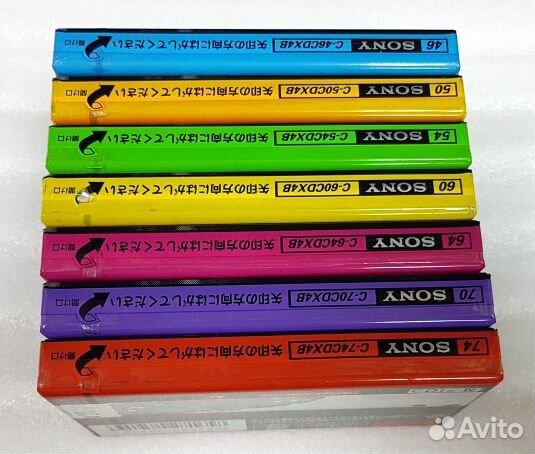 46 SONY C-46CDX4B 矢印の方向にはがしてください 開け口
50 SONY C-50CDX4B 矢印の方向にはがしてください 開け口
54 SONY C-54CDX4B 矢印の方向にはがしてください 開け口
60 SONY C-60CDX4B 矢印の方向にはがしてください 開け口
64 SONY C-64CDX4B 矢印の方向にはがしてください 開け口
70 SONY C-70CDX4B 矢印の方向にはがしてください 開け口
74 SONY C-74CDX4B 矢印の方向にはがしてください 開け口
Avito